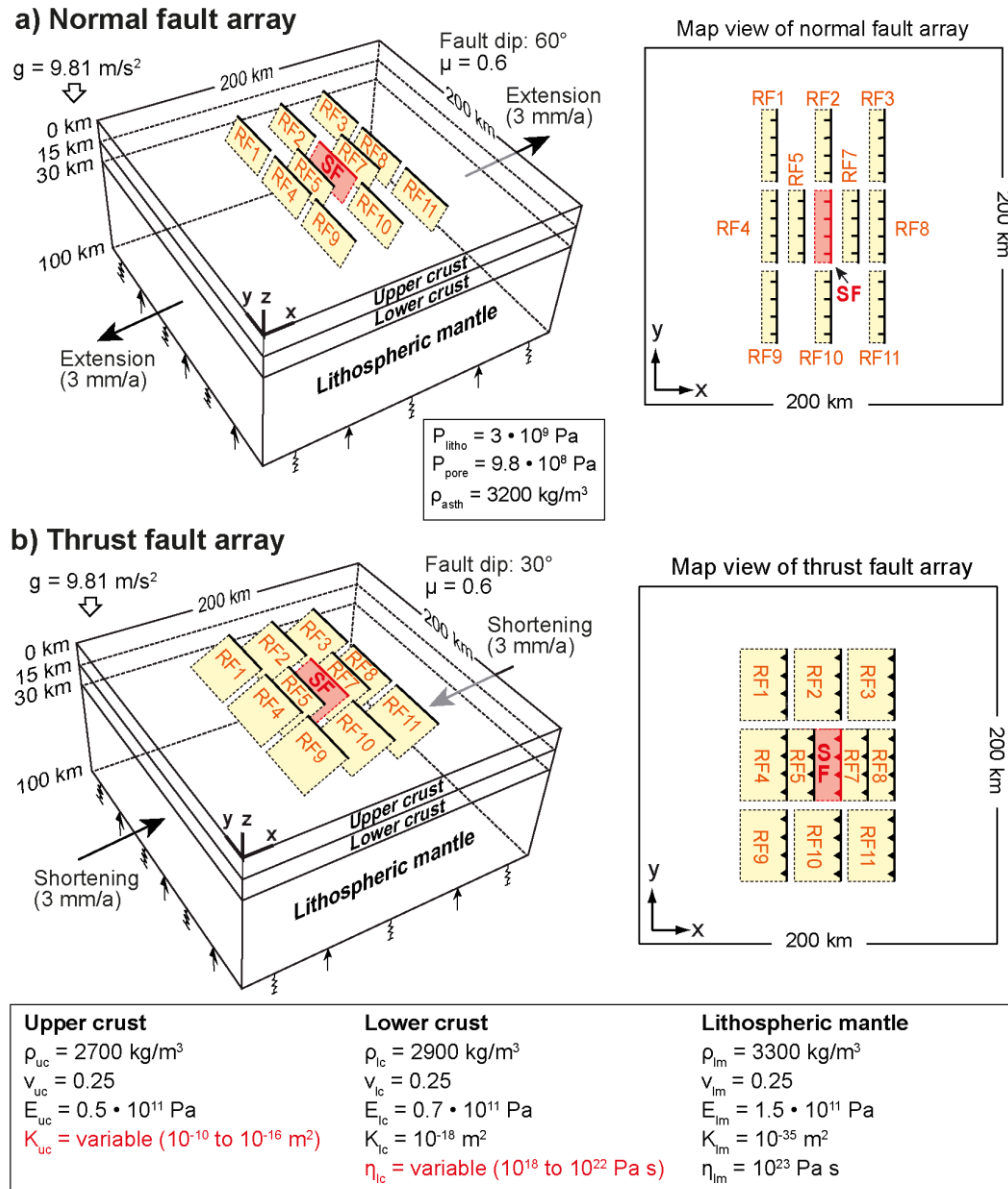 a) Normal fault array
g = 9.81 m/s²
Fault dip: 60°
μ = 0.6
200 km
200 km
Extension
(3 mm/a)
0 km
15 km
30 km
100 km
RF1
RF2
RF3
RF4
RF5
SF
RF7
RF8
RF9
RF10
RF11
y z x
Upper crust
Lower crust
Lithospheric mantle
Extension
(3 mm/a)
P_litho = 3 • 10⁹ Pa
P_pore = 9.8 • 10⁸ Pa
ρ_asth = 3200 kg/m³
Map view of normal fault array
RF1 RF2 RF3
RF5 RF7
RF4 RF8
SF
RF9 RF10 RF11
y
x
200 km
200 km
b) Thrust fault array
g = 9.81 m/s²
Fault dip: 30°
μ = 0.6
200 km
200 km
Shortening
(3 mm/a)
0 km
15 km
30 km
100 km
RF1
RF2
RF3
RF4
RF5
SF
RF7
RF8
RF9
RF10
RF11
y z x
Upper crust
Lower crust
Lithospheric mantle
Shortening
(3 mm/a)
Map view of thrust fault array
RF1 RF2 RF3
RF4 RF5 SF RF7 RF8
RF9 RF10 RF11
y
x
200 km
200 km
Upper crust
ρ_uc = 2700 kg/m³
ν_uc = 0.25
E_uc = 0.5 • 10¹¹ Pa
K_uc = variable (10⁻¹⁰ to 10⁻¹⁶ m²)
Lower crust
ρ_lc = 2900 kg/m³
ν_lc = 0.25
E_lc = 0.7 • 10¹¹ Pa
K_lc = 10⁻¹⁸ m²
η_lc = variable (10¹⁸ to 10²² Pa s)
Lithospheric mantle
ρ_lm = 3300 kg/m³
ν_lm = 0.25
E_lm = 1.5 • 10¹¹ Pa
K_lm = 10⁻³⁵ m²
η_lm = 10²³ Pa s